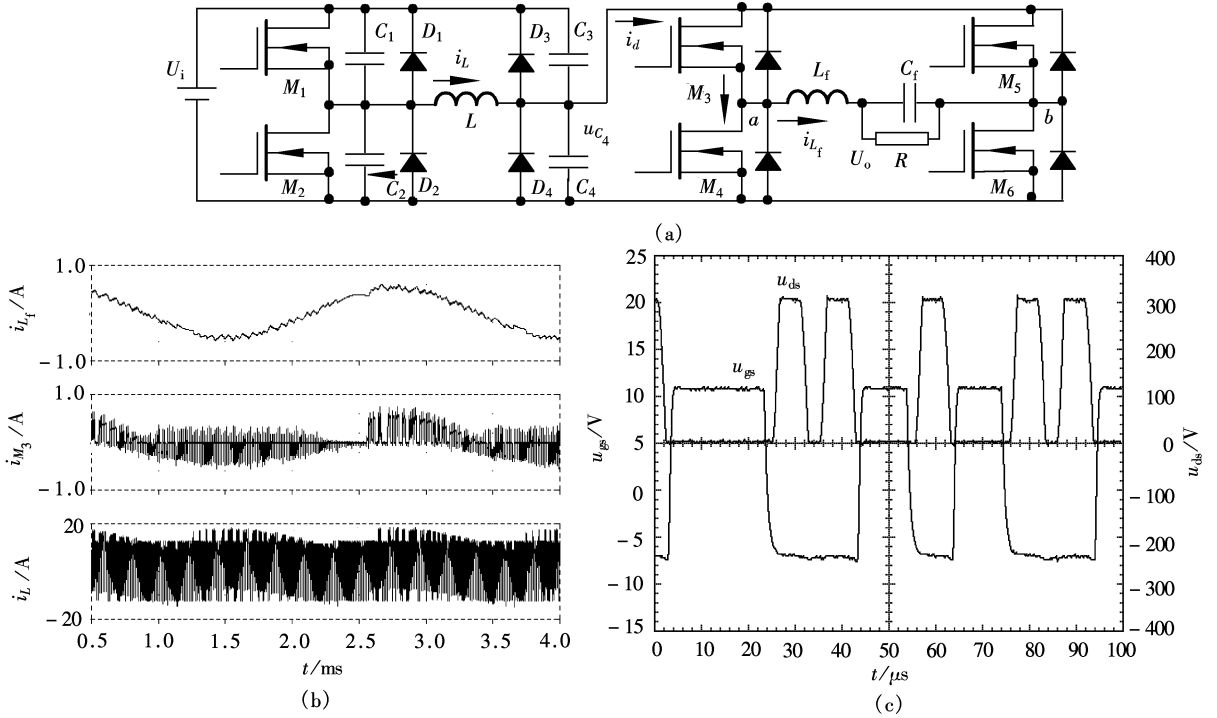 U_i
M_1
M_2
C_1
D_1
D_3
C_3
i_L
L
u_{C_4}
C_2
D_2
D_4
C_4
i_d
M_3
M_4
a
L_f
i_{L_f}
C_f
U_o
R
M_5
b
M_6
(a)
1.0
i_{L_f}/A
-1.0
1.0
i_{M_3}/A
-1.0
20
i_L/A
-20
0.5 1.0 1.5 2.0 2.5 3.0 3.5 4.0
t/ms
(b)
25
20
15
10
5
0
-5
-10
-15
u_gs/V
u_ds
u_gs
400
300
200
100
0
-100
-200
-250
-300
-400
u_ds/V
0 10 20 30 40 50 60 70 80 90 100
t/μs
(c)